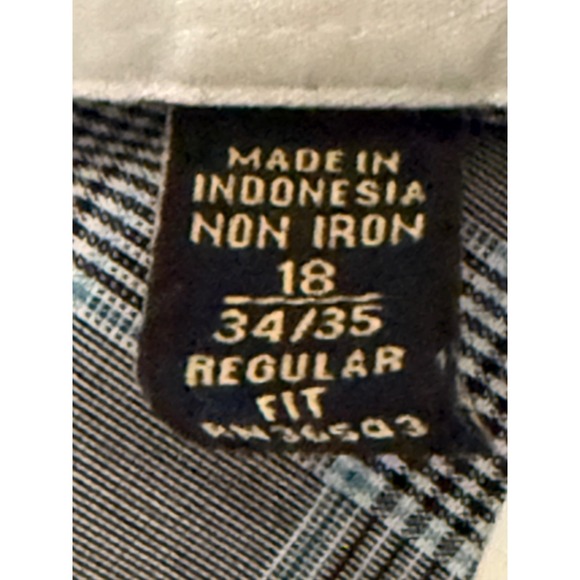 MADE IN
INDONESIA
NON IRON
18
34/35
REGULAR
FIT